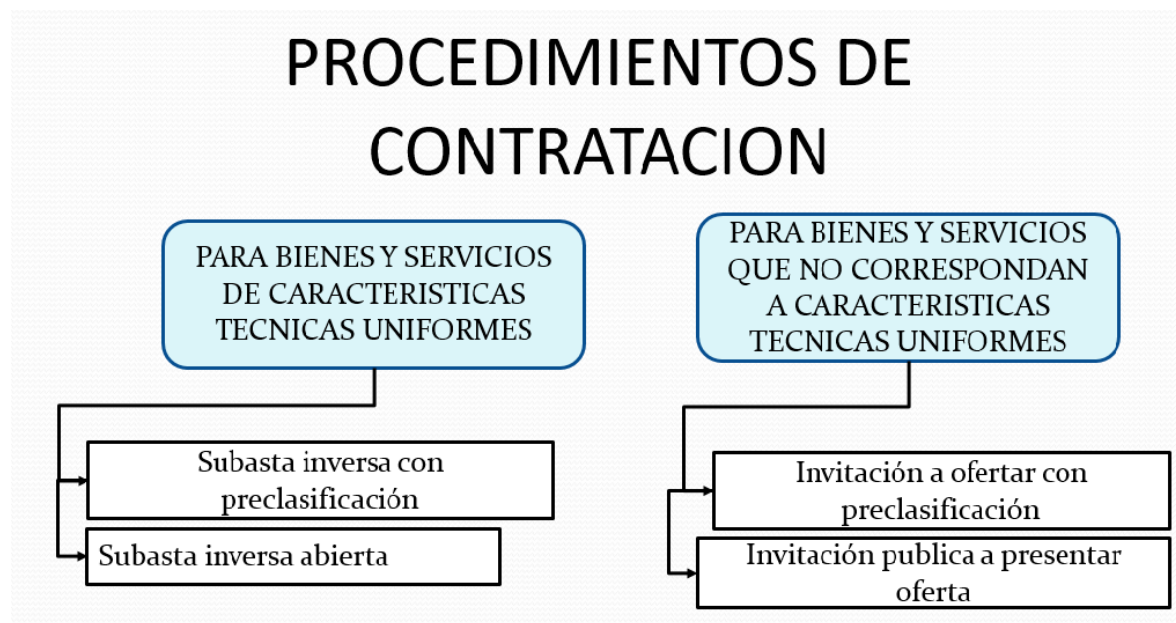 PROCEDIMIENTOS DE
CONTRATACION
PARA BIENES Y SERVICIOS
DE CARACTERISTICAS
TECNICAS UNIFORMES
PARA BIENES Y SERVICIOS
QUE NO CORRESPONDAN
A CARACTERISTICAS
TECNICAS UNIFORMES
Subasta inversa con
preclasificación
Subasta inversa abierta
Invitación a ofertar con
preclasificación
Invitación publica a presentar
oferta